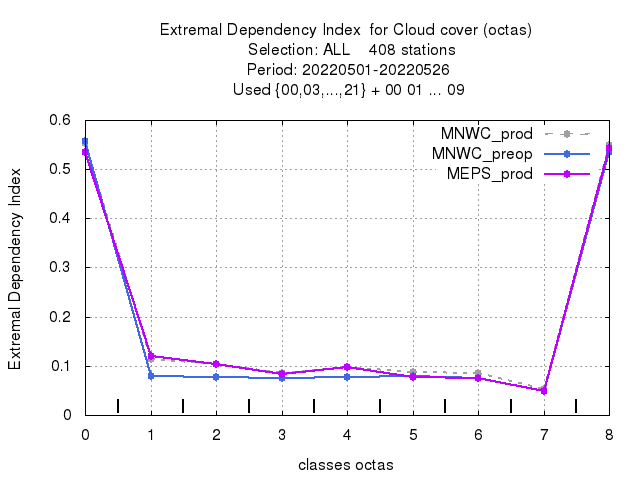 Extremal Dependency Index  for Cloud cover (octas)
Selection: ALL    408 stations
Period: 20220501-20220526
Used {00,03,...,21} + 00 01 ... 09
MNWC_prod
MNWC_preop
MEPS_prod
Extremal Dependency Index
0.6
0.5
0.4
0.3
0.2
0.1
0
0 1 2 3 4 5 6 7 8
classes octas